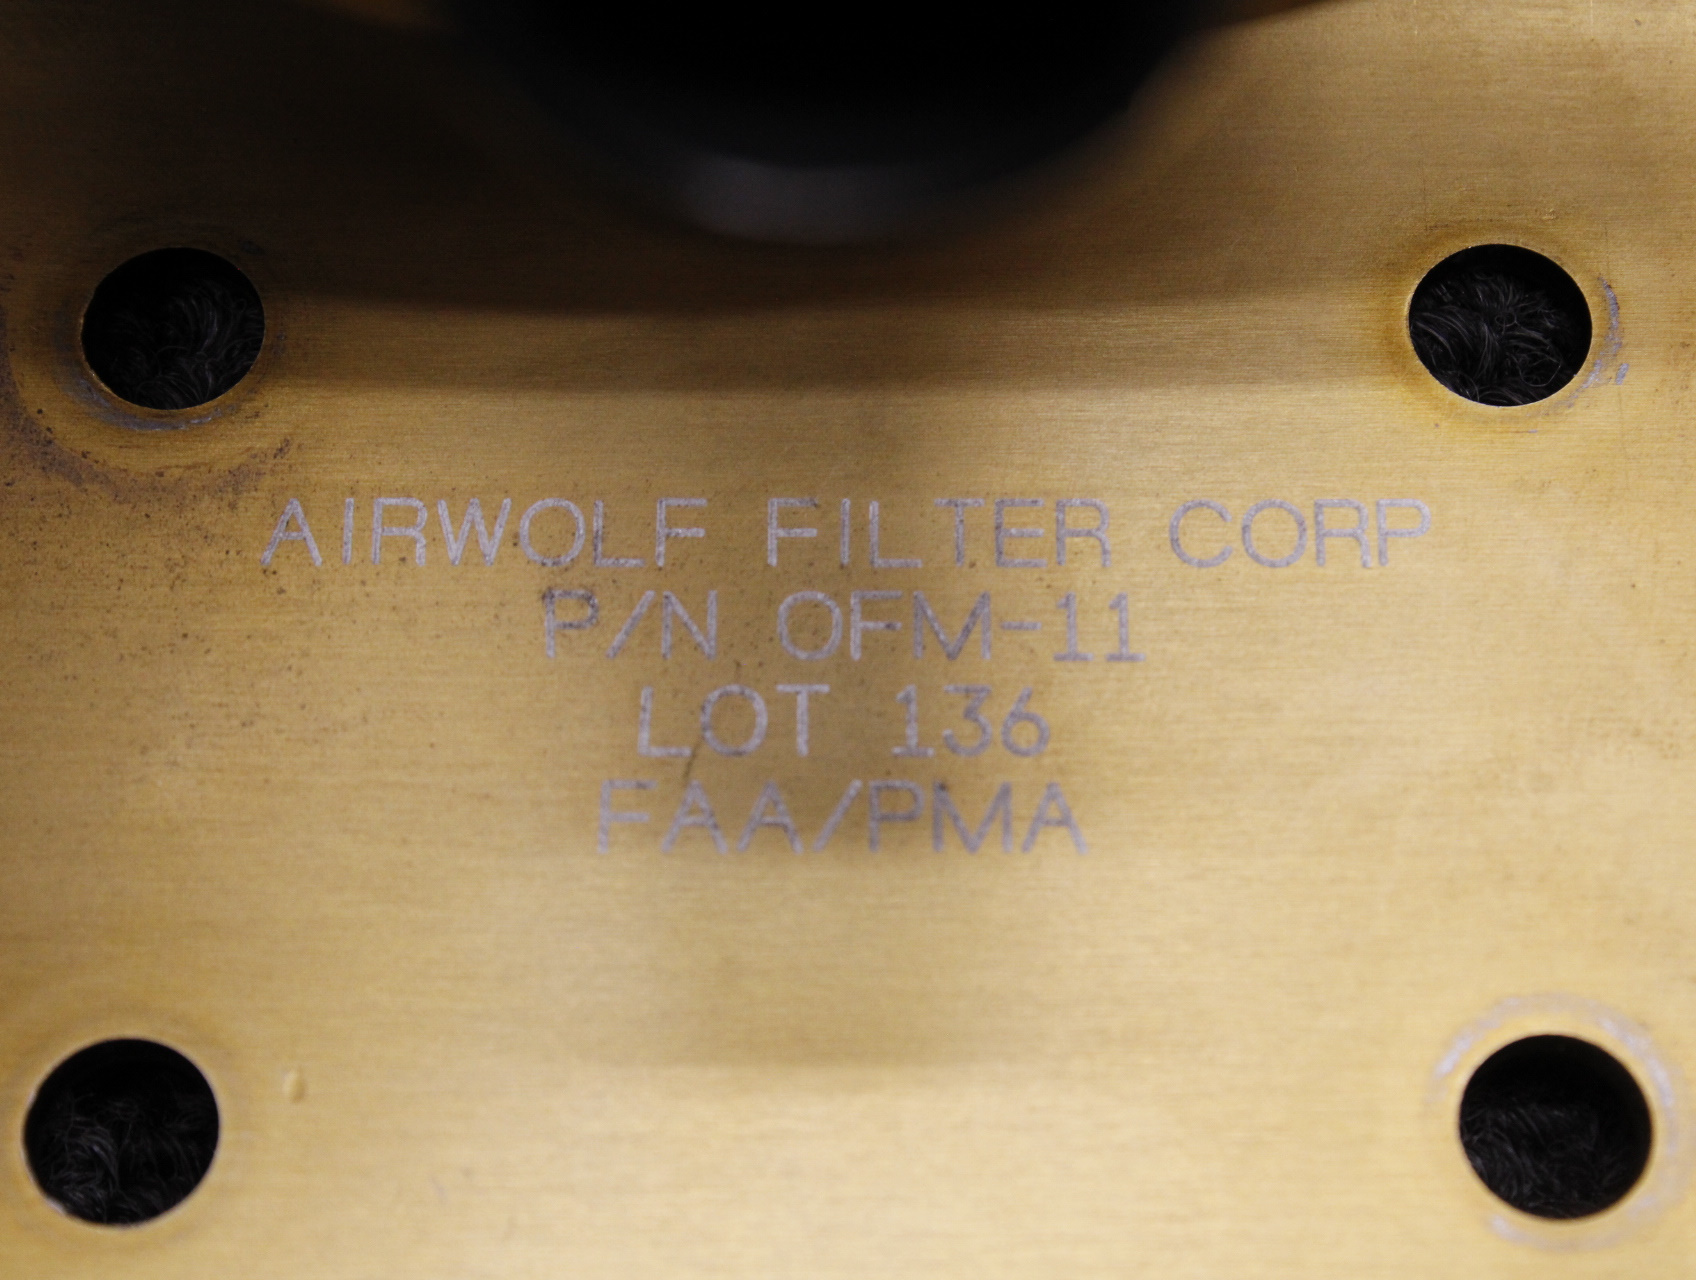 AIRWOLF FILTER CORP
P/N OFM-11
LOT 136
FAA/PMA